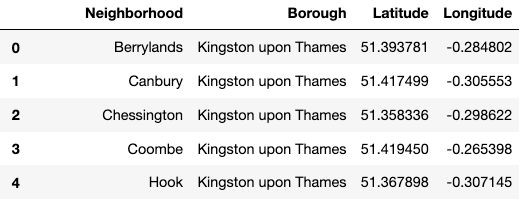 Neighborhood Borough Latitude Longitude
0 Berrylands Kingston upon Thames 51.393781 -0.284802
1 Canbury Kingston upon Thames 51.417499 -0.305553
2 Chessington Kingston upon Thames 51.358336 -0.298622
3 Coombe Kingston upon Thames 51.419450 -0.265398
4 Hook Kingston upon Thames 51.367898 -0.307145